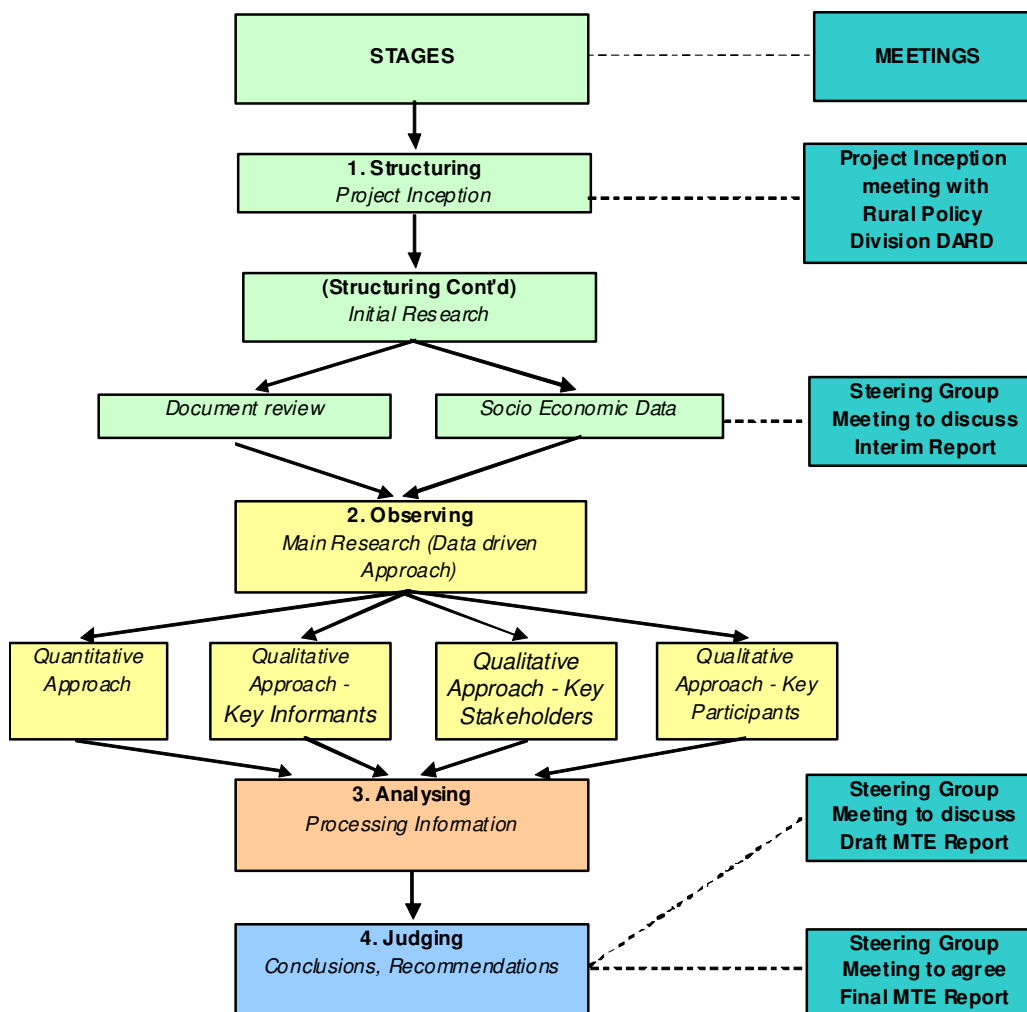 STAGES
MEETINGS
1. Structuring
Project Inception
Project Inception
meeting with
Rural Policy
Division DARD
(Structuring Cont'd)
Initial Research
Document review
Socio Economic Data
Steering Group
Meeting to discuss
Interim Report
2. Observing
Main Research (Data driven
Approach)
Quantitative
Approach
Qualitative
Approach -
Key Informants
Qualitative
Approach - Key
Stakeholders
Qualitative
Approach - Key
Participants
3. Analysing
Processing Information
Steering Group
Meeting to discuss
Draft MTE Report
4. Judging
Conclusions, Recommendations
Steering Group
Meeting to agree
Final MTE Report